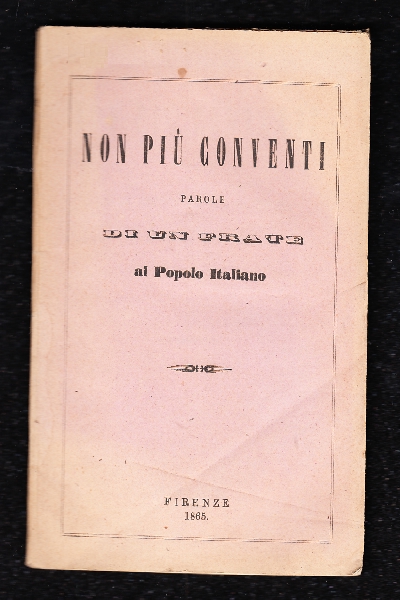 NON PIÙ CONVENTI
PAROLE
DI UN FRATE
al Popolo Italiano
FIRENZE
1865.